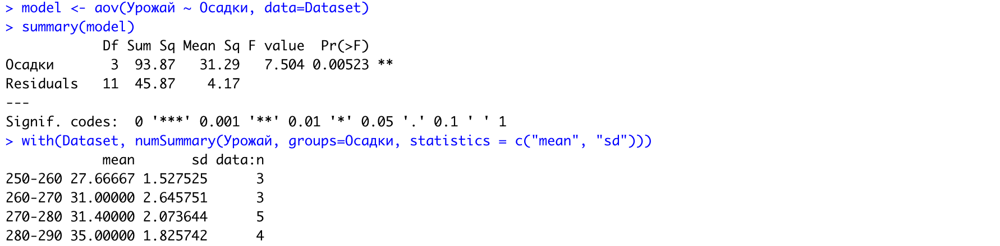 > model <- aov(Урожай ~ Осадки, data=Dataset)
> summary(model)
            Df Sum Sq Mean Sq F value  Pr(>F)
Осадки       3  93.87   31.29   7.504 0.00523 **
Residuals   11  45.87    4.17
---
Signif. codes:  0 '***' 0.001 '**' 0.01 '*' 0.05 '.' 0.1 ' ' 1
> with(Dataset, numSummary(Урожай, groups=Осадки, statistics = c("mean", "sd")))
            mean       sd data:n
250-260 27.66667 1.527525      3
260-270 31.00000 2.645751      3
270-280 31.40000 2.073644      5
280-290 35.00000 1.825742      4